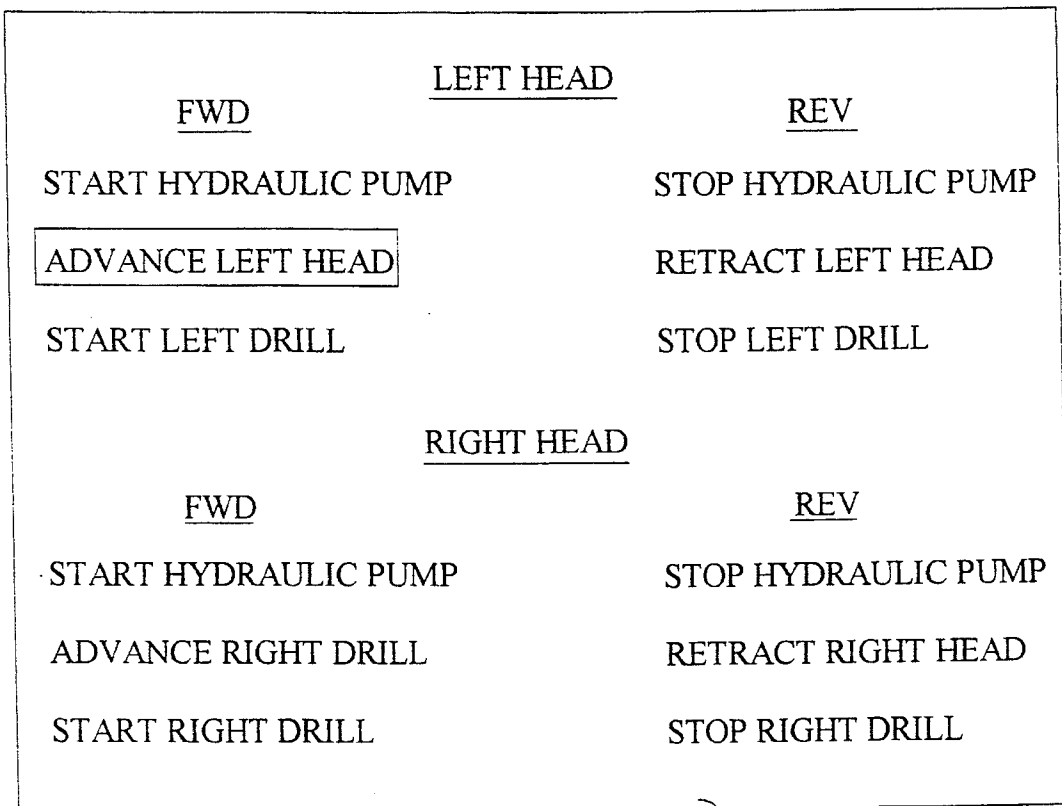 LEFT HEAD
FWD REV
START HYDRAULIC PUMP STOP HYDRAULIC PUMP
ADVANCE LEFT HEAD RETRACT LEFT HEAD
START LEFT DRILL STOP LEFT DRILL
RIGHT HEAD
FWD REV
START HYDRAULIC PUMP STOP HYDRAULIC PUMP
ADVANCE RIGHT DRILL RETRACT RIGHT HEAD
START RIGHT DRILL STOP RIGHT DRILL